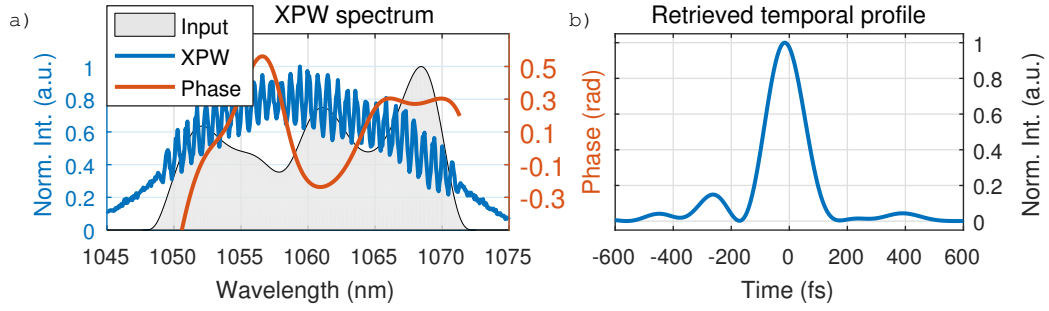 a)
XPW spectrum
Input
XPW
Phase
Norm. Int. (a.u.)
1
0.8
0.6
0.4
0.2
0
0.5
0.3
0.1
-0.1
-0.3
Phase (rad)
1045 1050 1055 1060 1065 1070 1075
Wavelength (nm)
b)
Retrieved temporal profile
1
0.8
0.6
0.4
0.2
0
Norm. Int. (a.u.)
-600 -400 -200 0 200 400 600
Time (fs)